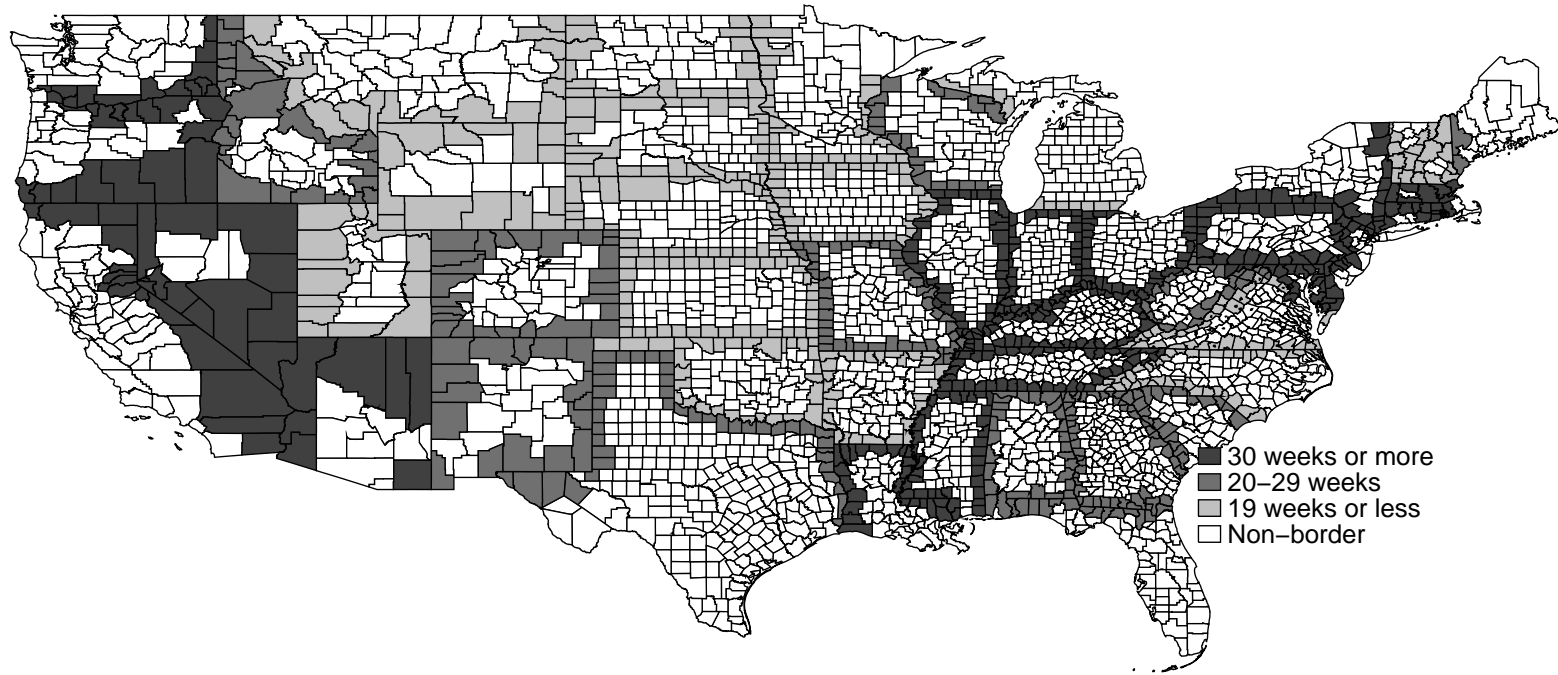 30 weeks or more
20–29 weeks
19 weeks or less
Non–border